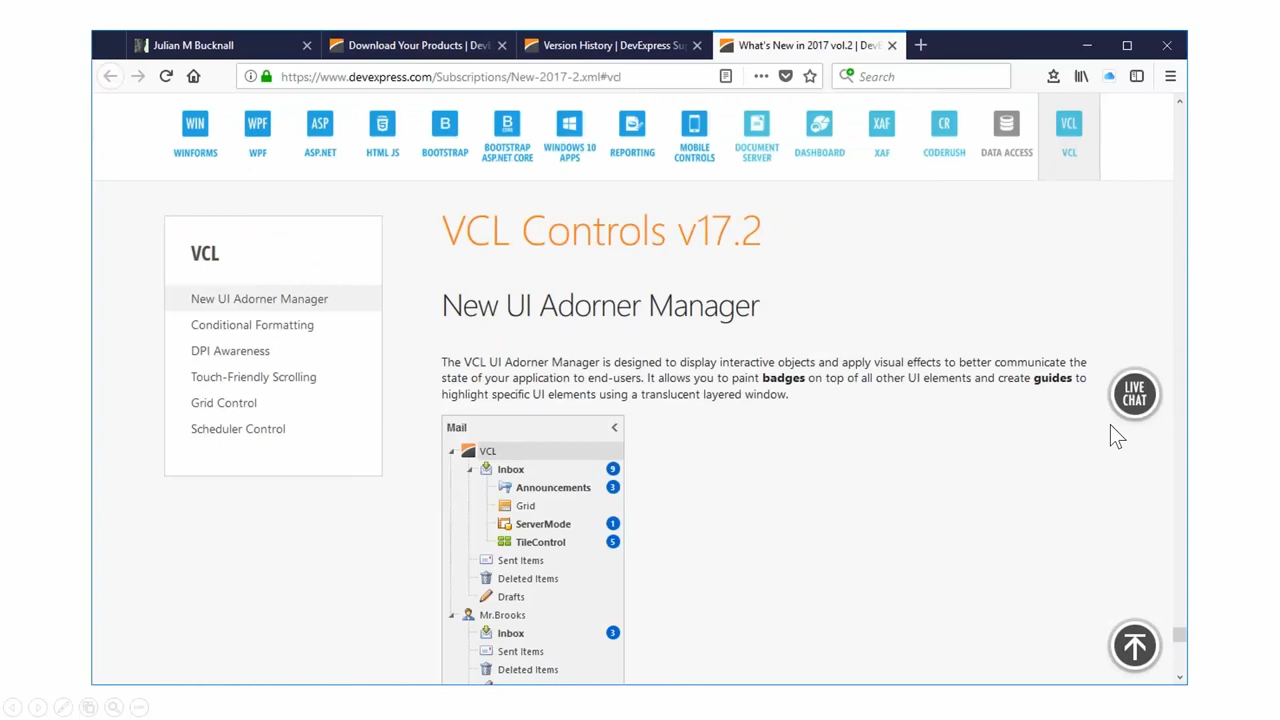 Julian M Bucknall
Download Your Products | Dev
Version History | DevExpress Su
What's New in 2017 vol.2 | DevE
https://www.devexpress.com/Subscriptions/New-2017-2.xml#vcl
Search
WIN
WPF
ASP
B
B
CORE
XAF
CR
VCL
WINFORMS
WPF
ASP.NET
HTML JS
BOOTSTRAP
BOOTSTRAP
ASP.NET CORE
WINDOWS 10
APPS
REPORTING
MOBILE
CONTROLS
DOCUMENT
SERVER
DASHBOARD
XAF
CODERUSH
DATA ACCESS
VCL
VCL
New UI Adorner Manager
Conditional Formatting
DPI Awareness
Touch-Friendly Scrolling
Grid Control
Scheduler Control
VCL Controls v17.2
New UI Adorner Manager
The VCL UI Adorner Manager is designed to display interactive objects and apply visual effects to better communicate the
state of your application to end-users. It allows you to paint badges on top of all other UI elements and create guides to
highlight specific UI elements using a translucent layered window.
Mail
VCL
Inbox 9
Announcements 3
Grid
ServerMode 1
TileControl 5
Sent Items
Deleted Items
Drafts
Mr.Brooks
Inbox 3
Sent Items
Deleted Items
LIVE
CHAT